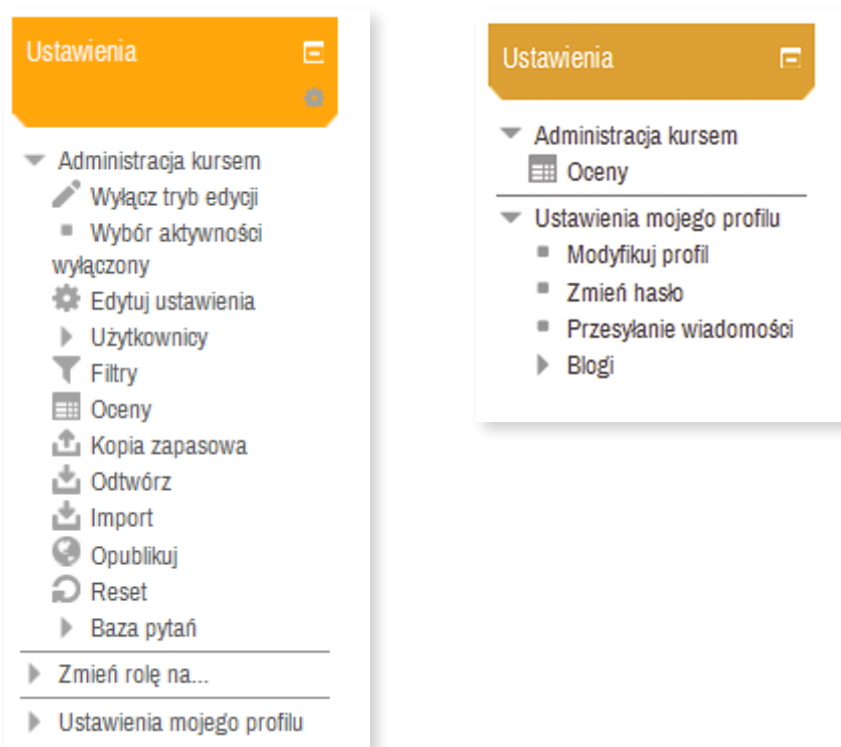 Ustawienia
Administracja kursem
Wyłącz tryb edycji
Wybór aktywności
wyłączony
Edytuj ustawienia
Użytkownicy
Filtry
Oceny
Kopia zapasowa
Odtwórz
Import
Opublikuj
Reset
Baza pytań
Zmień rolę na...
Ustawienia mojego profilu
Ustawienia
Administracja kursem
Oceny
Ustawienia mojego profilu
Modyfikuj profil
Zmień hasło
Przesyłanie wiadomości
Blogi